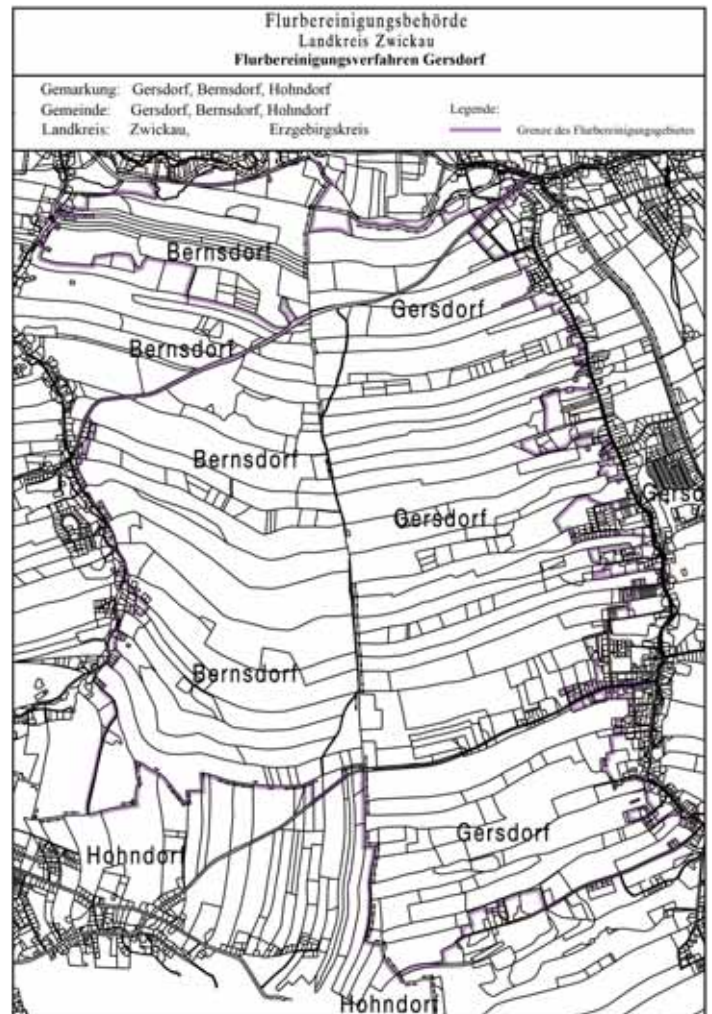 Flurbereinigungsbehörde
Landkreis Zwickau
Flurbereinigungsverfahren Gersdorf
Gemarkung: Gersdorf, Bernsdorf, Hohndorf
Gemeinde: Gersdorf, Bernsdorf, Hohndorf
Legende:
Landkreis: Zwickau, Erzgebirgskreis
Grenze des Flurbereinigungsgebietes
Bernsdorf
Gersdorf
Bernsdorf
Bernsdorf
Gersd
Gersdorf
Bernsdorf
Gersdorf
Hohndorf
Hohndorf